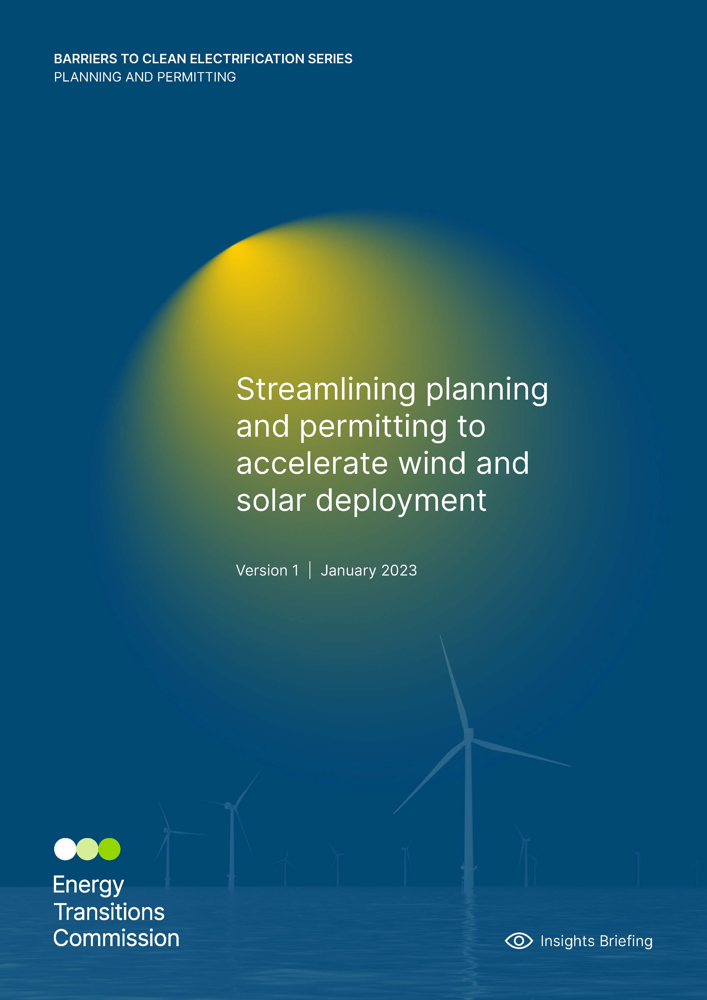 BARRIERS TO CLEAN ELECTRIFICATION SERIES
PLANNING AND PERMITTING
Streamlining planning
and permitting to
accelerate wind and
solar deployment
Version 1 | January 2023
Energy
Transitions
Commission
Insights Briefing